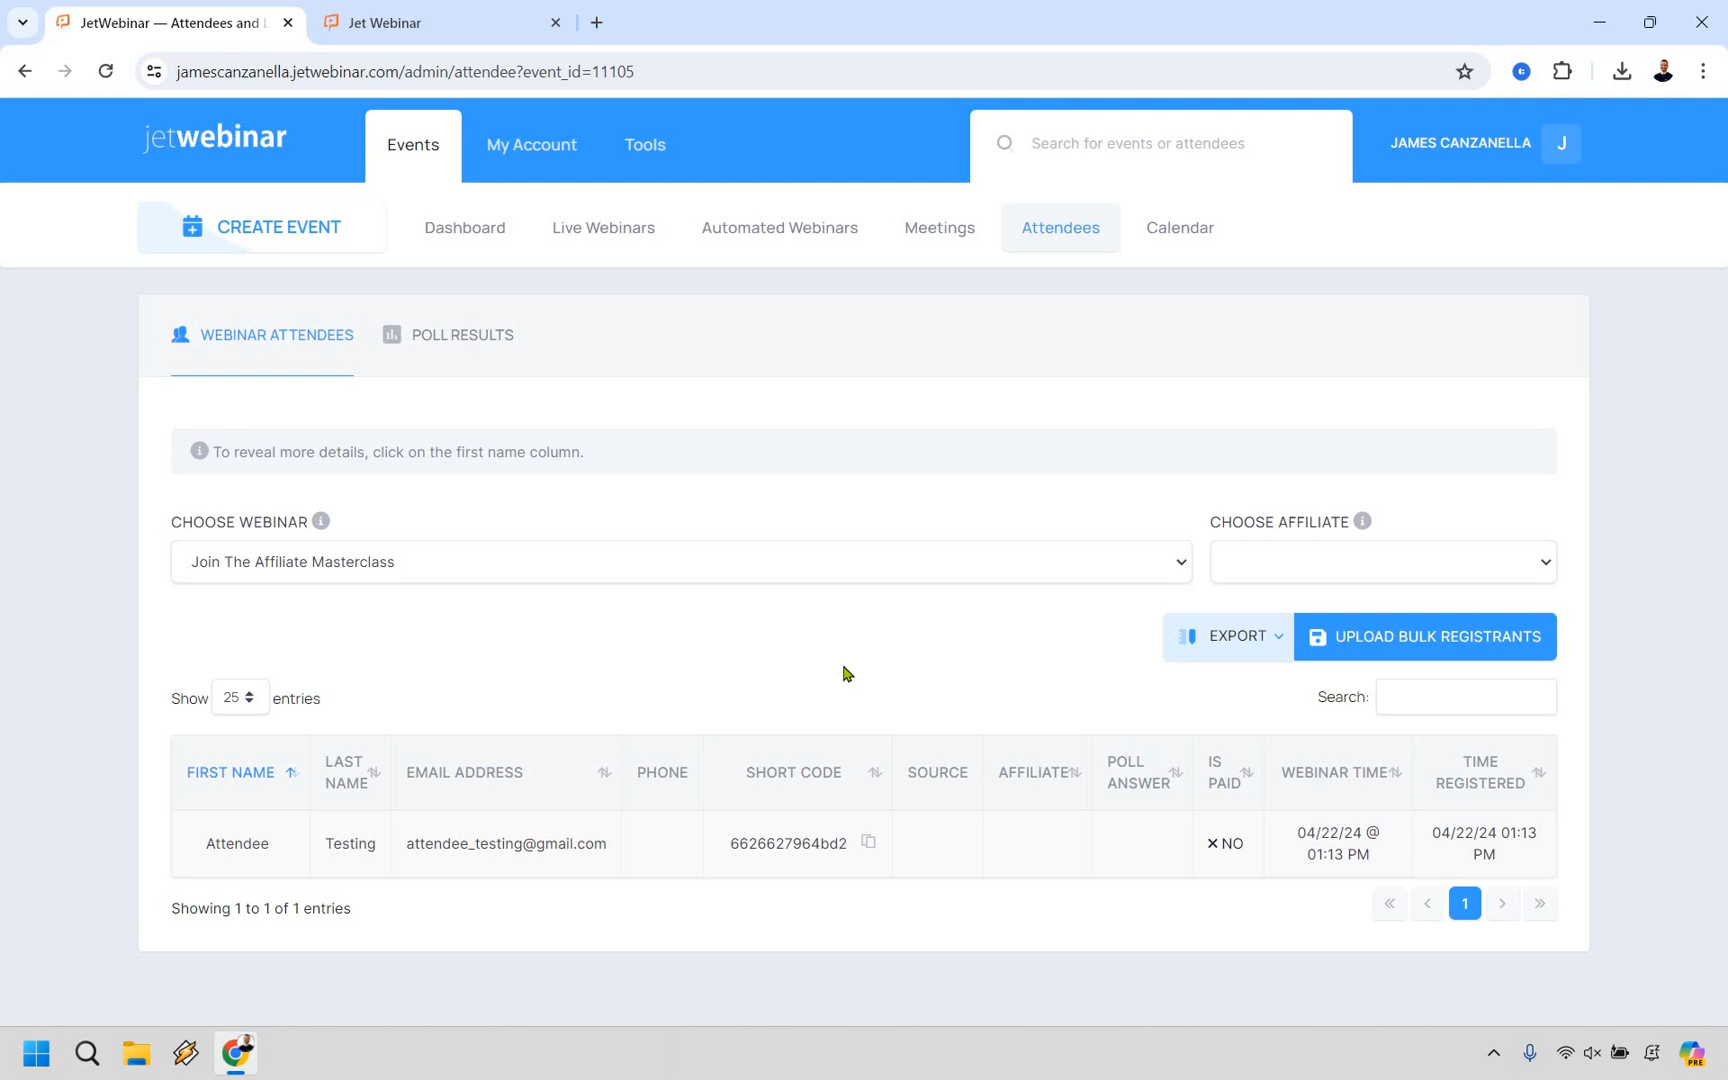 JetWebinar — Attendees and L
Jet Webinar
jamescanzanella.jetwebinar.com/admin/attendee?event_id=11105
jetwebinar
Events
My Account
Tools
Search for events or attendees
JAMES CANZANELLA
J
CREATE EVENT
Dashboard
Live Webinars
Automated Webinars
Meetings
Attendees
Calendar
WEBINAR ATTENDEES
POLL RESULTS
To reveal more details, click on the first name column.
CHOOSE WEBINAR
CHOOSE AFFILIATE
Join The Affiliate Masterclass
EXPORT
UPLOAD BULK REGISTRANTS
Show 25 entries
Search:
FIRST NAME
LAST
NAME
EMAIL ADDRESS
PHONE
SHORT CODE
SOURCE
AFFILIATE
POLL
ANSWER
IS
PAID
WEBINAR TIME
TIME
REGISTERED
Attendee
Testing
attendee_testing@gmail.com
6626627964bd2
× NO
04/22/24 @
01:13 PM
04/22/24 01:13
PM
Showing 1 to 1 of 1 entries
« ‹ 1 › »
PRE